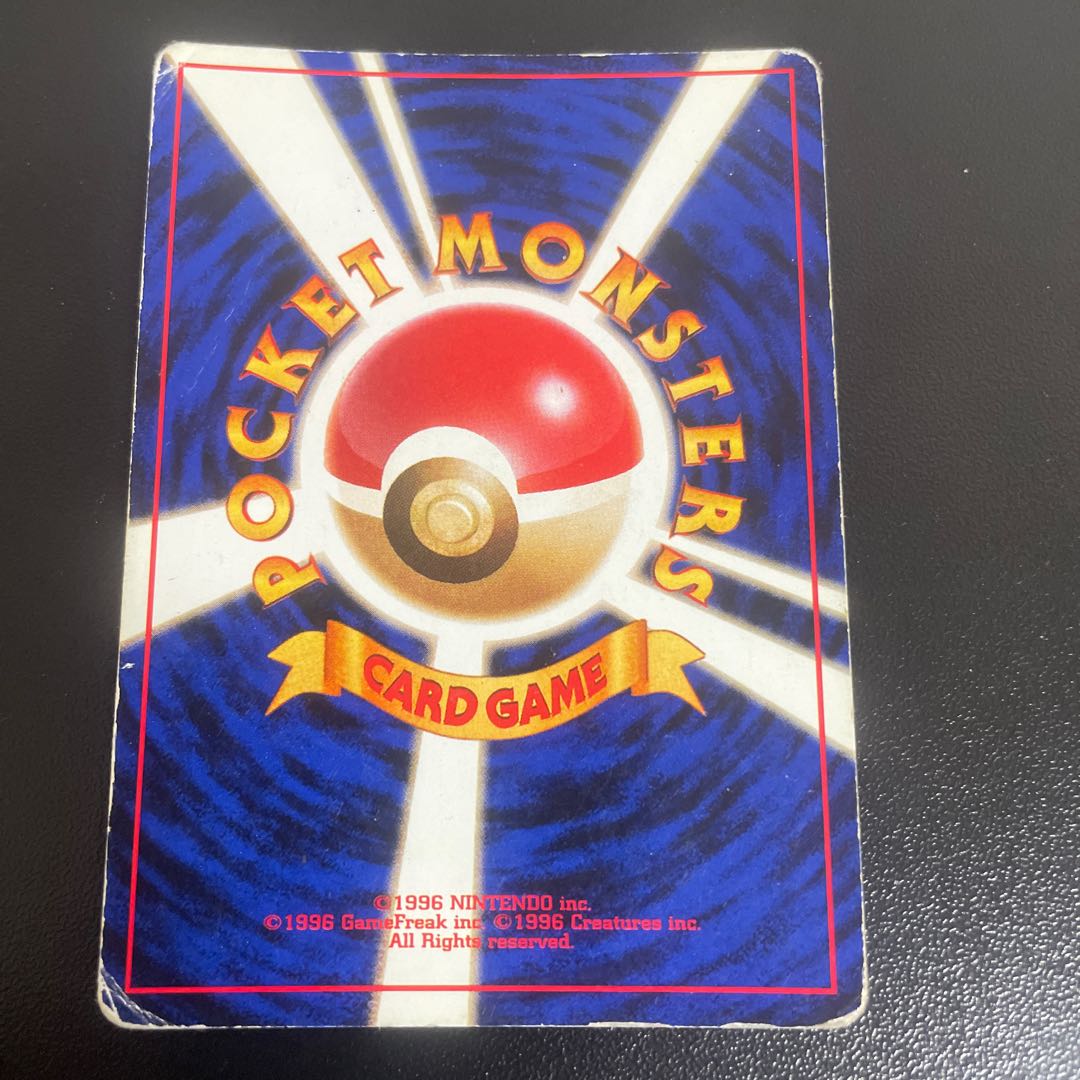 POCKET MONSTERS
CARD GAME
©1996 NINTENDO inc.
©1996 GameFreak inc. ©1996 Creatures inc.
All Rights reserved.